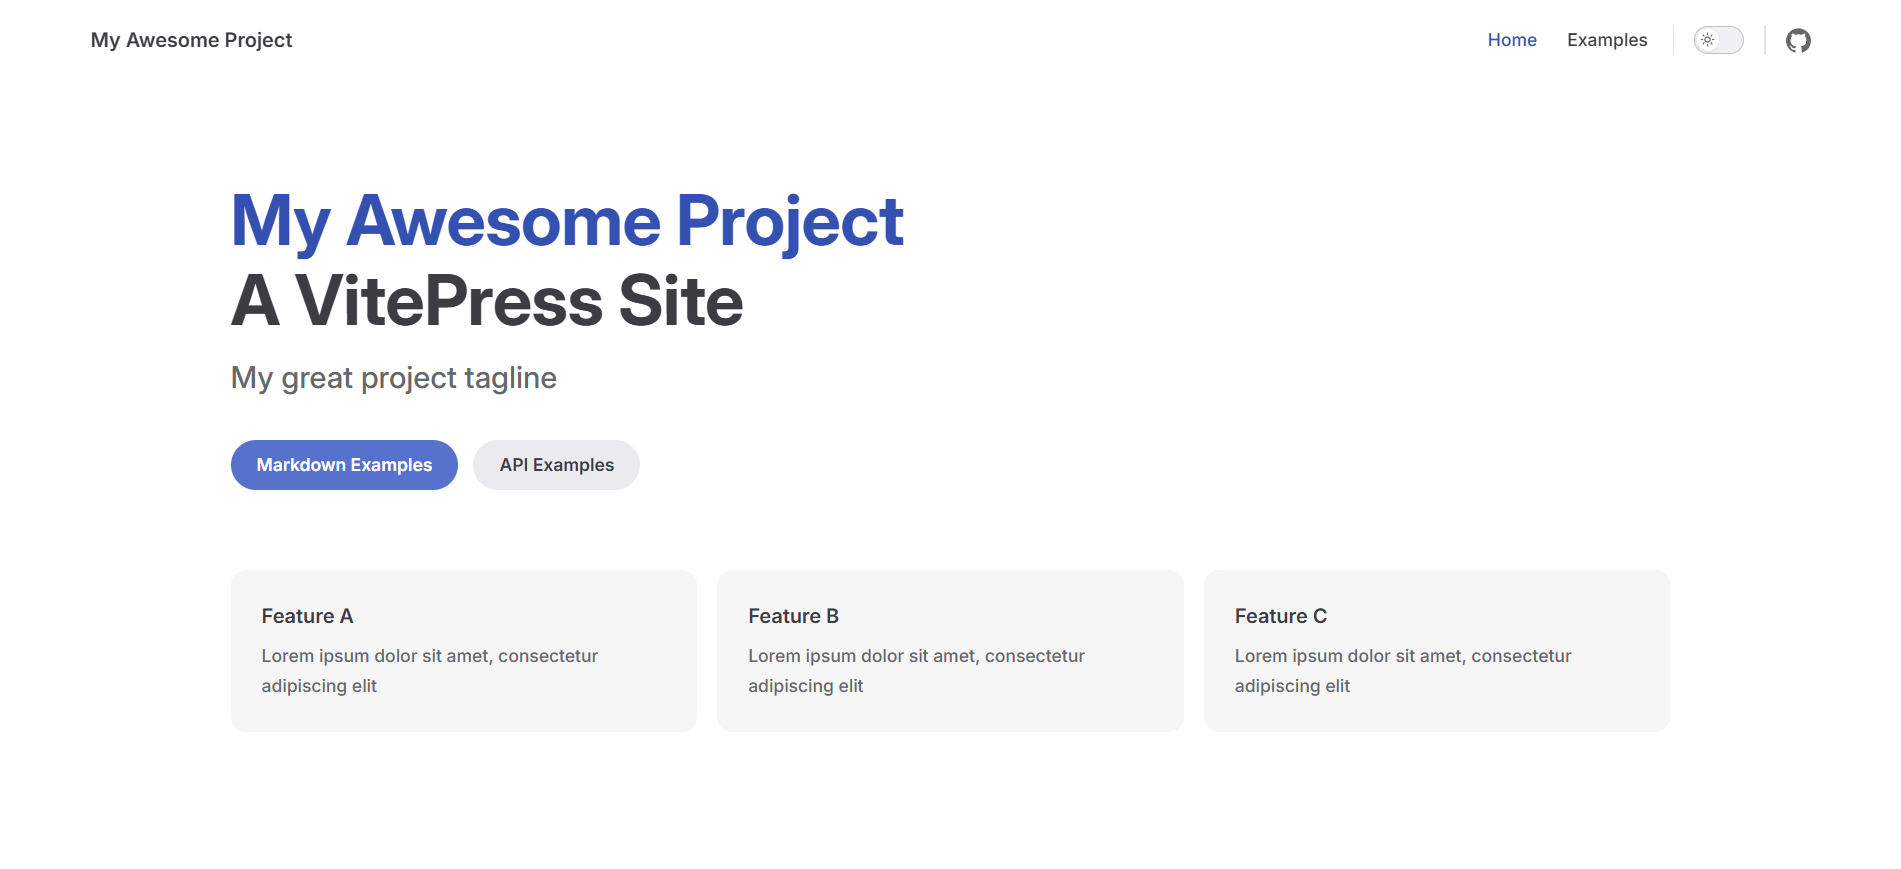 My Awesome Project
Home
Examples
My Awesome Project
A VitePress Site
My great project tagline
Markdown Examples
API Examples
Feature A
Lorem ipsum dolor sit amet, consectetur
adipiscing elit
Feature B
Lorem ipsum dolor sit amet, consectetur
adipiscing elit
Feature C
Lorem ipsum dolor sit amet, consectetur
adipiscing elit